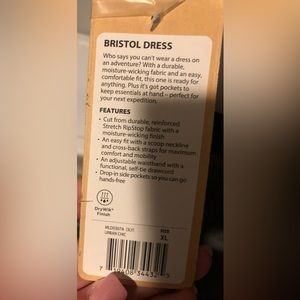 BRISTOL DRESS
Who says you can't wear a dress on
an adventure? With a durable,
moisture-wicking fabric and an easy,
comfortable fit, this one is ready for
anything. Plus it's got pockets to
keep essentials at hand – perfect for
your next expedition.
FEATURES
• Cut from durable, reinforced
Stretch RipStop fabric with a
moisture-wicking finish
• An easy fit with a scoop neckline
and cross-back straps for maximum
comfort and mobility
• An adjustable waistband with a
functional, self-tie drawcord
• Drop-in side pockets so you can go
hands-free
DryWik
Finish
URBAN CHIC
SIZE
XL